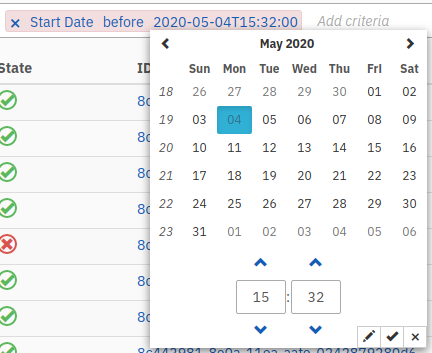 × Start Date before 2020-05-04T15:32:00 Add criteria
May 2020
State
ID
Sun Mon Tue Wed Thu Fri Sat
18 26 27 28 29 30 01 02
19 03 04 05 06 07 08 09
20 10 11 12 13 14 15 16
21 17 18 19 20 21 22 23
22 24 25 26 27 28 29 30
23 31 01 02 03 04 05 06
15 : 32